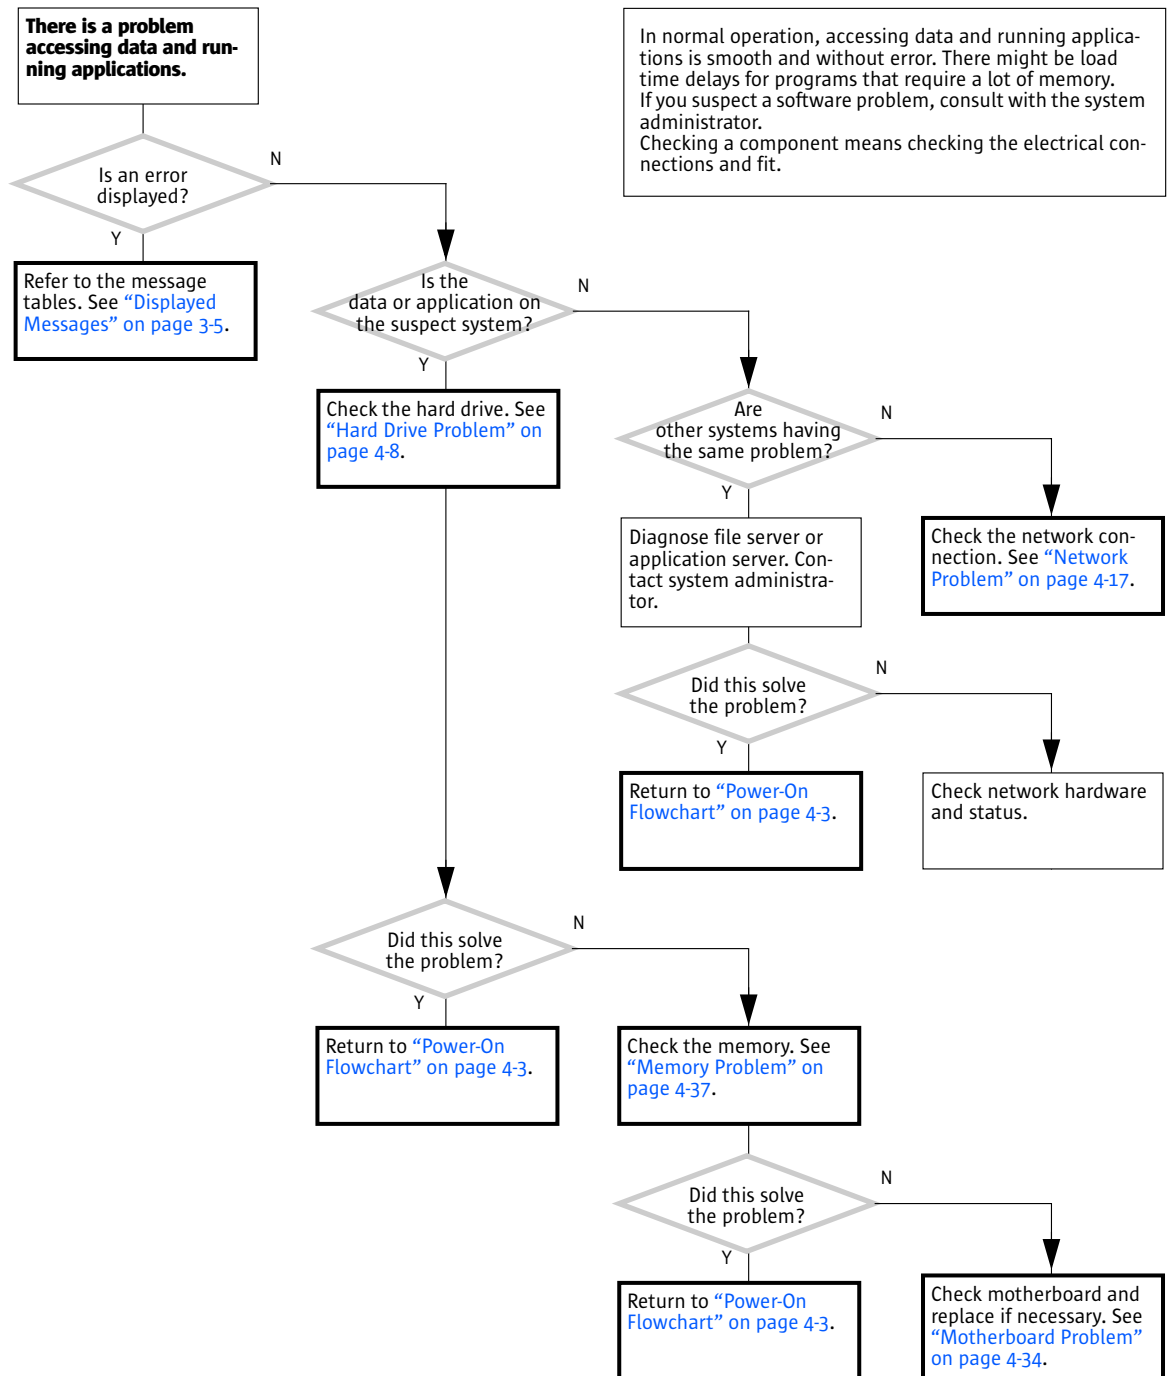 There is a problem
accessing data and run-
ning applications.
In normal operation, accessing data and running applica-
tions is smooth and without error. There might be load
time delays for programs that require a lot of memory.
If you suspect a software problem, consult with the system
administrator.
Checking a component means checking the electrical con-
nections and fit.
Is an error
displayed?
N
Y
Refer to the message
tables. See “Displayed
Messages” on page 3-5.
Is the
data or application on
the suspect system?
N
Y
Check the hard drive. See
“Hard Drive Problem” on
page 4-8.
Are
other systems having
the same problem?
N
Y
Diagnose file server or
application server. Con-
tact system administra-
tor.
Check the network con-
nection. See “Network
Problem” on page 4-17.
Did this solve
the problem?
N
Y
Return to “Power-On
Flowchart” on page 4-3.
Check network hardware
and status.
Did this solve
the problem?
N
Y
Return to “Power-On
Flowchart” on page 4-3.
Check the memory. See
“Memory Problem” on
page 4-37.
Did this solve
the problem?
N
Y
Return to “Power-On
Flowchart” on page 4-3.
Check motherboard and
replace if necessary. See
“Motherboard Problem”
on page 4-34.